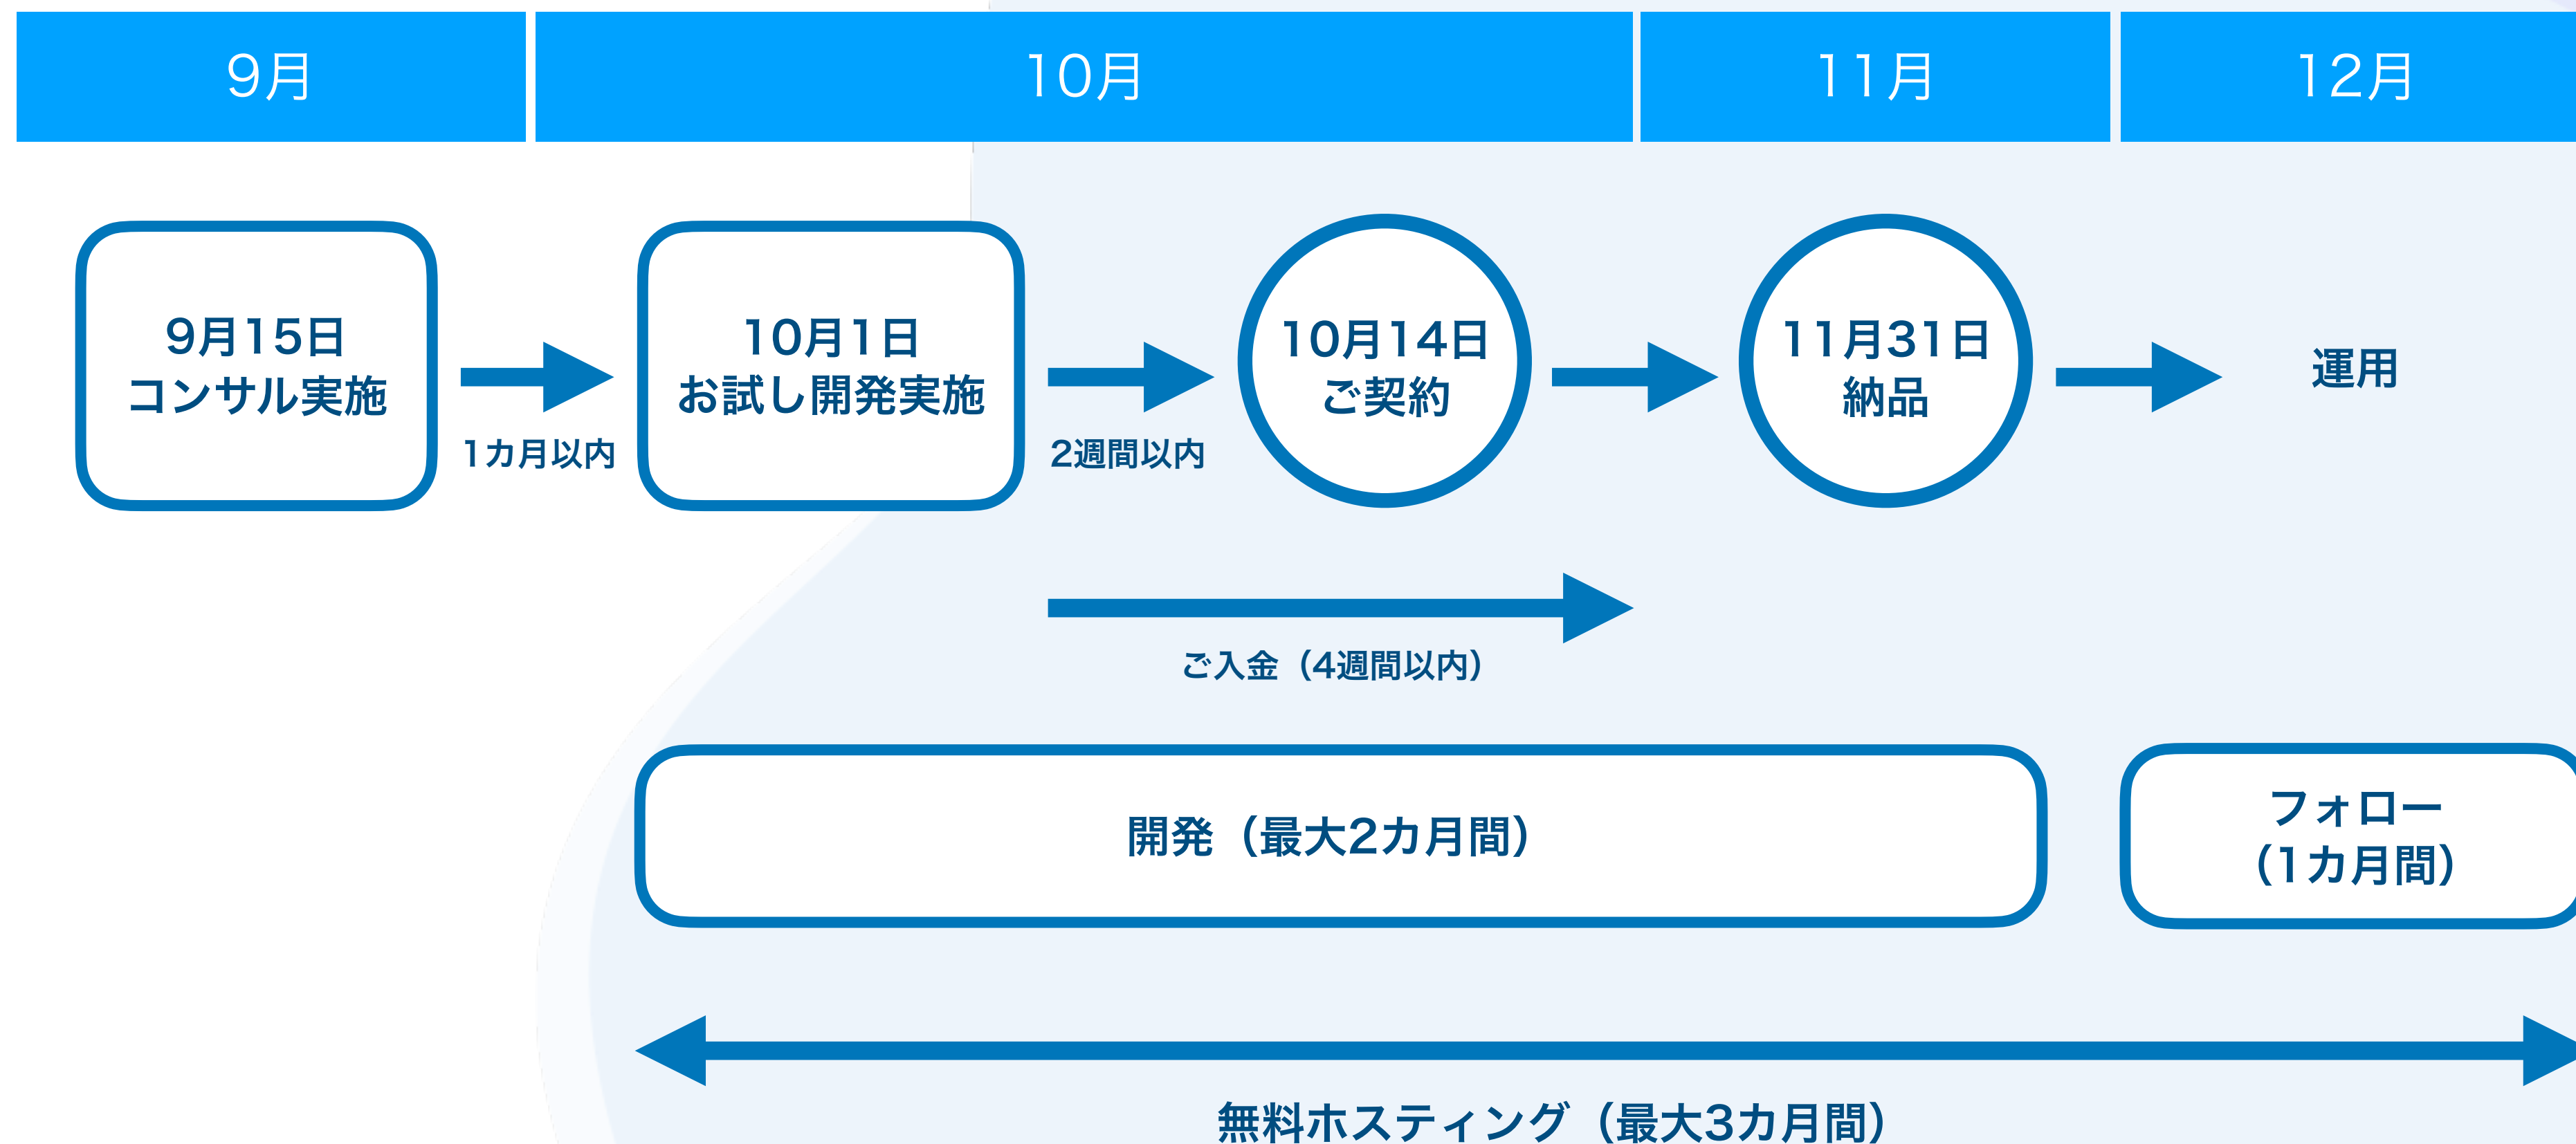 9月
10月
11月
12月
9月15日
コンサル実施
1カ月以内
10月1日
お試し開発実施
2週間以内
10月14日
ご契約
11月31日
納品
運用
ご入金（4週間以内）
開発（最大2カ月間）
フォロー
（1カ月間）
無料ホスティング（最大3カ月間）